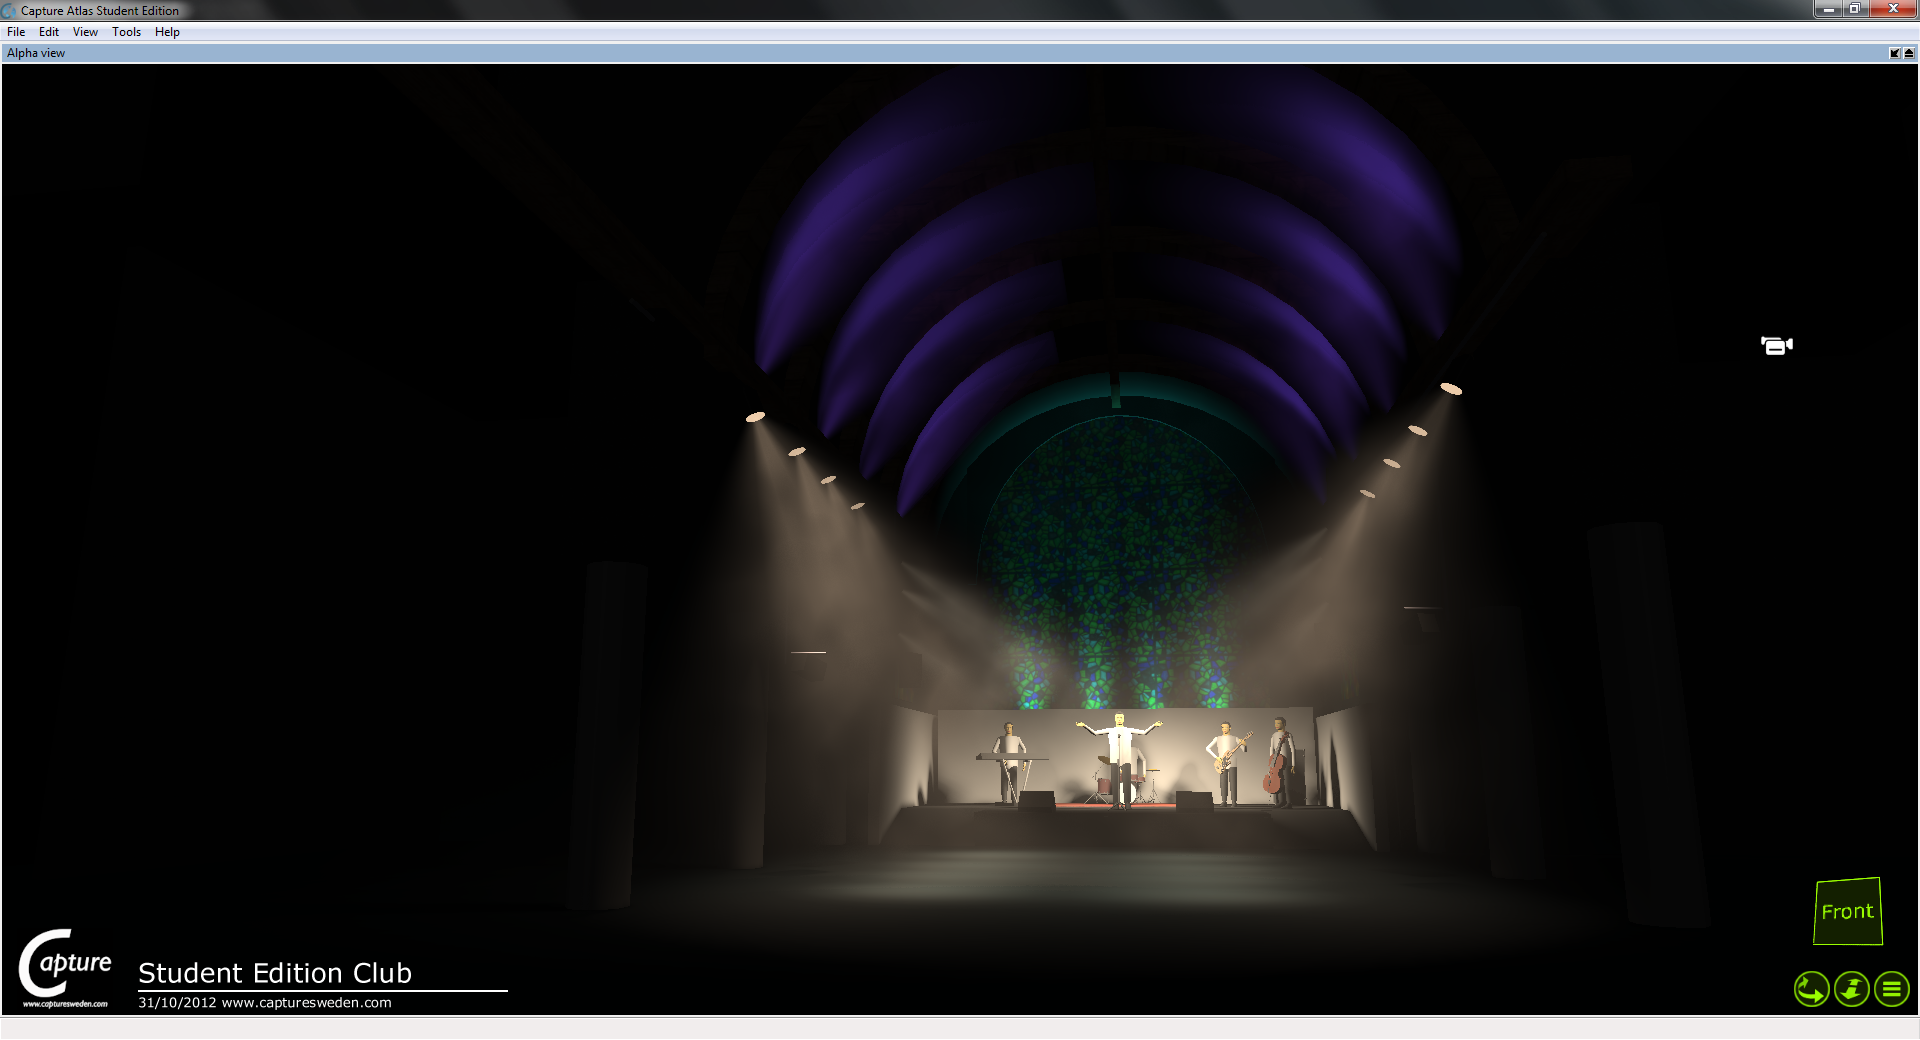 Capture Atlas Student Edition
File Edit View Tools Help
Alpha view
Front
Capture
www.capturesweden.com
Student Edition Club
31/10/2012 www.capturesweden.com